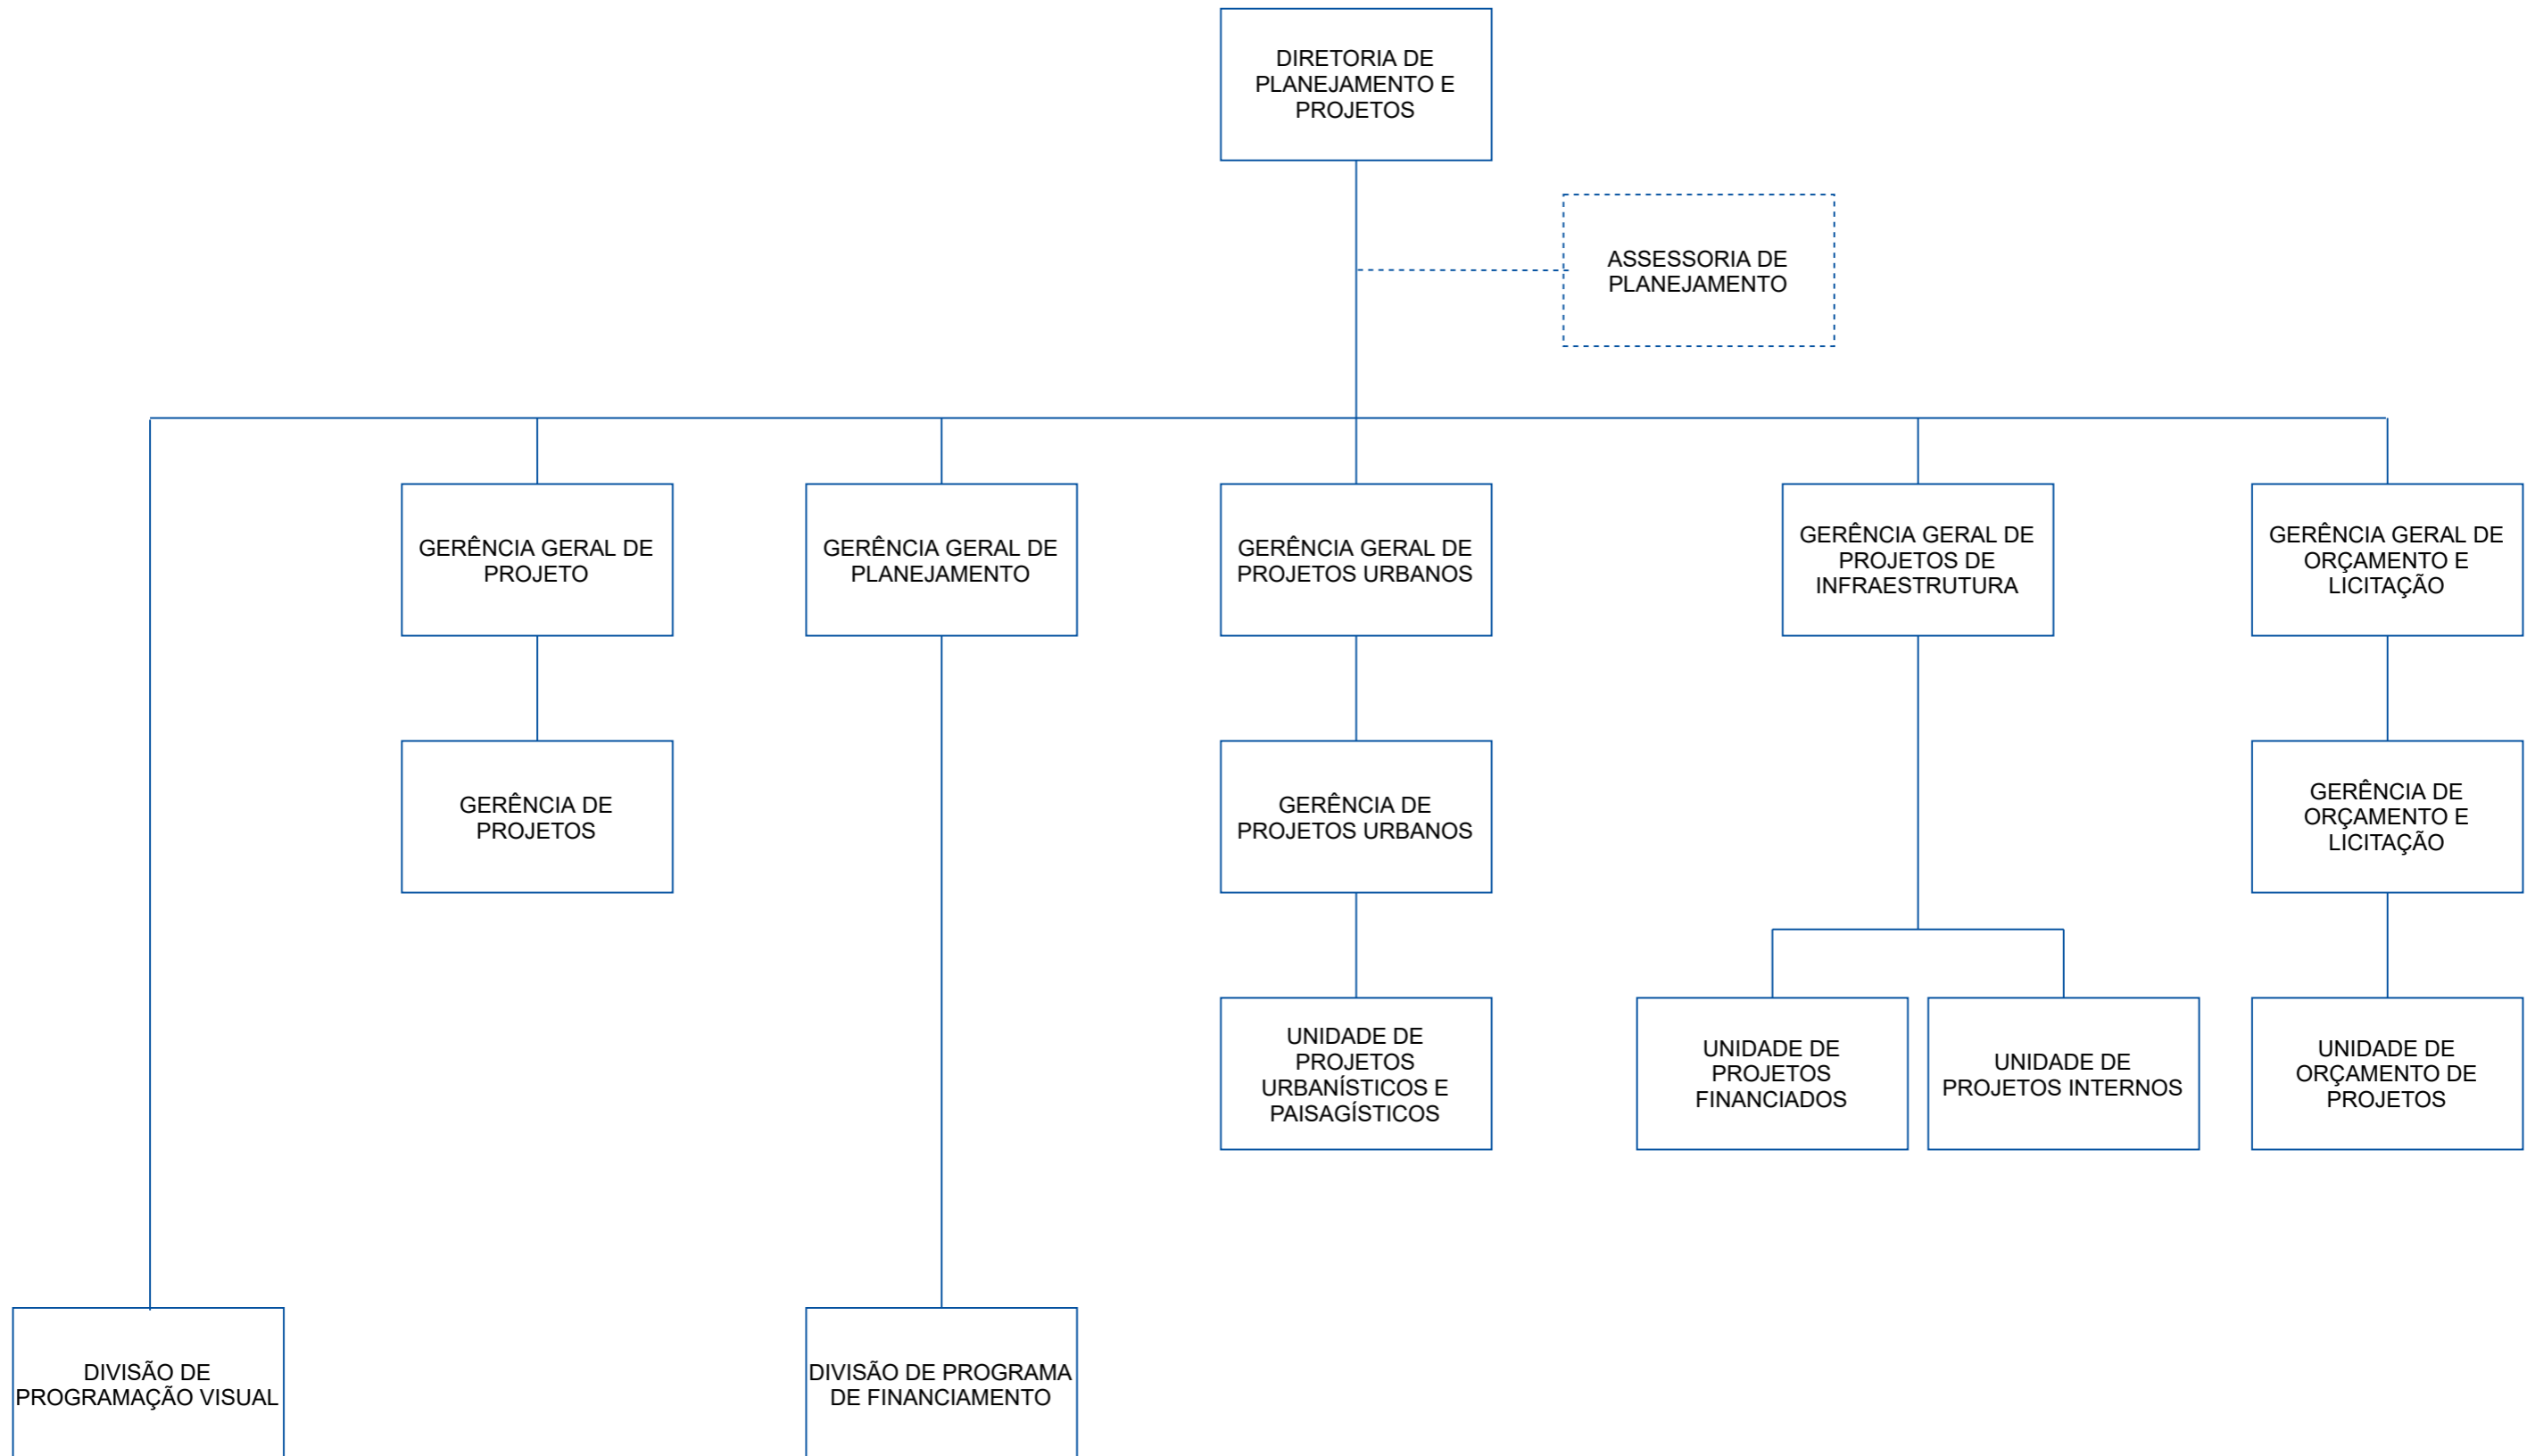 DIRETORIA DE
PLANEJAMENTO E
PROJETOS
ASSESSORIA DE
PLANEJAMENTO
GERÊNCIA GERAL DE
PROJETO
GERÊNCIA GERAL DE
PLANEJAMENTO
GERÊNCIA GERAL DE
PROJETOS URBANOS
GERÊNCIA GERAL DE
PROJETOS DE
INFRAESTRUTURA
GERÊNCIA GERAL DE
ORÇAMENTO E
LICITAÇÃO
GERÊNCIA DE
PROJETOS
GERÊNCIA DE
PROJETOS URBANOS
GERÊNCIA DE
ORÇAMENTO E
LICITAÇÃO
UNIDADE DE
PROJETOS
URBANÍSTICOS E
PAISAGÍSTICOS
UNIDADE DE
PROJETOS
FINANCIADOS
UNIDADE DE
PROJETOS INTERNOS
UNIDADE DE
ORÇAMENTO DE
PROJETOS
DIVISÃO DE
PROGRAMAÇÃO VISUAL
DIVISÃO DE PROGRAMA
DE FINANCIAMENTO